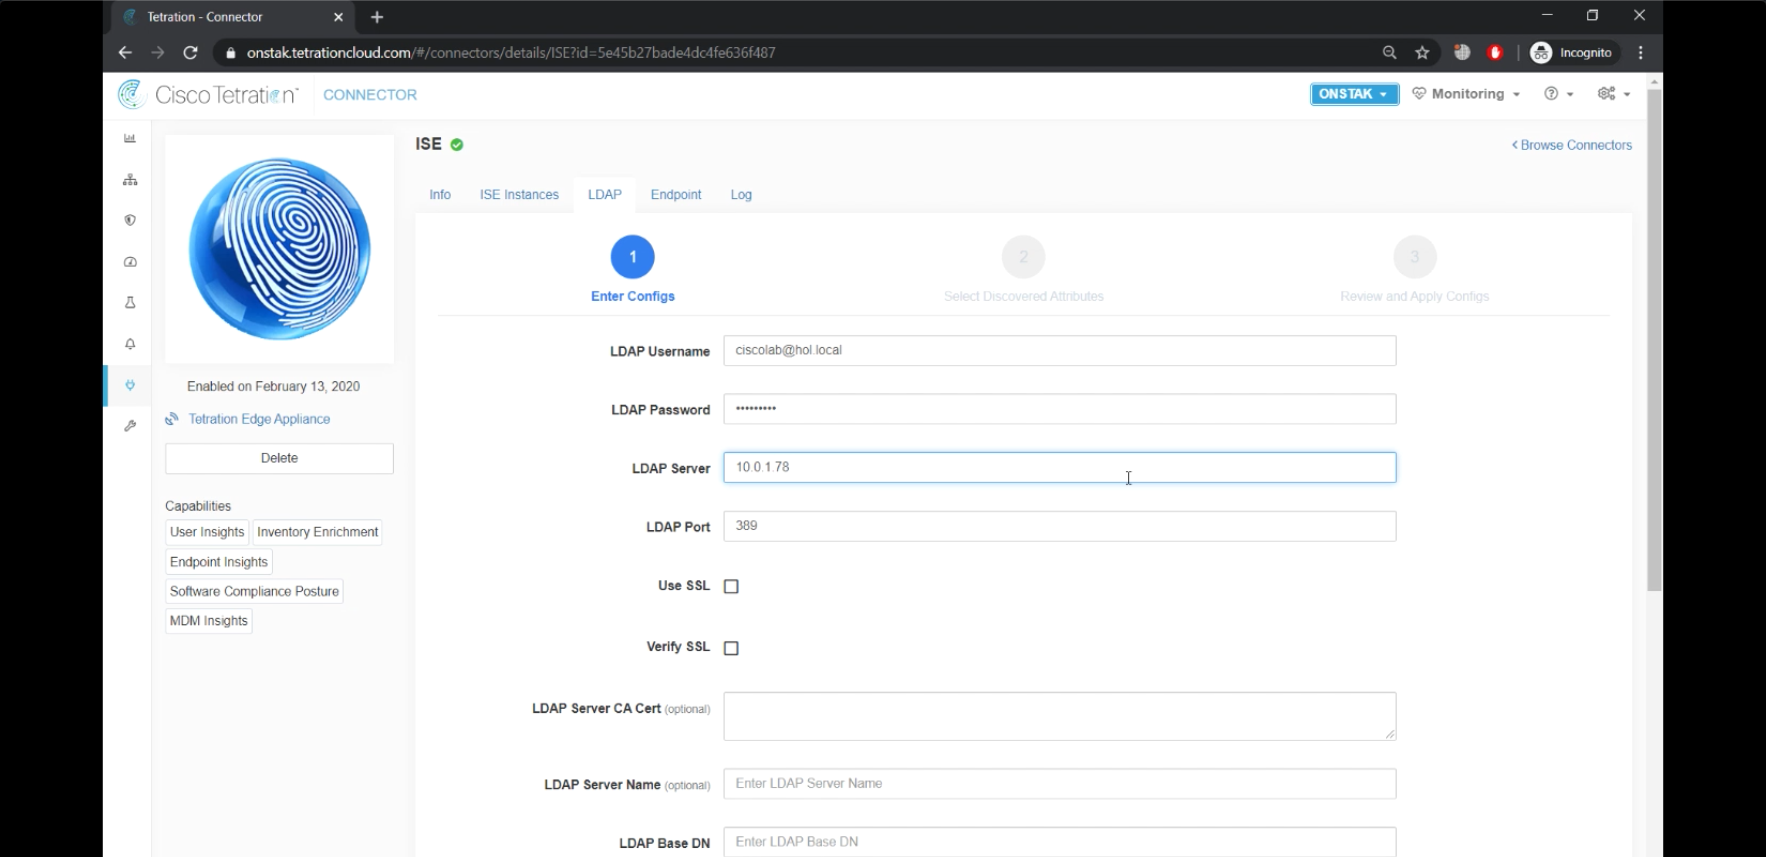 Tetration - Connector
onstak.tetrationcloud.com/#/connectors/details/ISE?id=5e45b27bade4dc4fe636f487
Incognito
Cisco Tetration™ CONNECTOR
ONSTAK
Monitoring
ISE
< Browse Connectors
Info ISE Instances LDAP Endpoint Log
1 2 3
Enter Configs Select Discovered Attributes Review and Apply Configs
Enabled on February 13, 2020
Tetration Edge Appliance
Delete
Capabilities
User Insights Inventory Enrichment
Endpoint Insights
Software Compliance Posture
MDM Insights
LDAP Username ciscolab@hol.local
LDAP Password •••••••••
LDAP Server 10.0.1.78
LDAP Port 389
Use SSL
Verify SSL
LDAP Server CA Cert (optional)
LDAP Server Name (optional) Enter LDAP Server Name
LDAP Base DN Enter LDAP Base DN